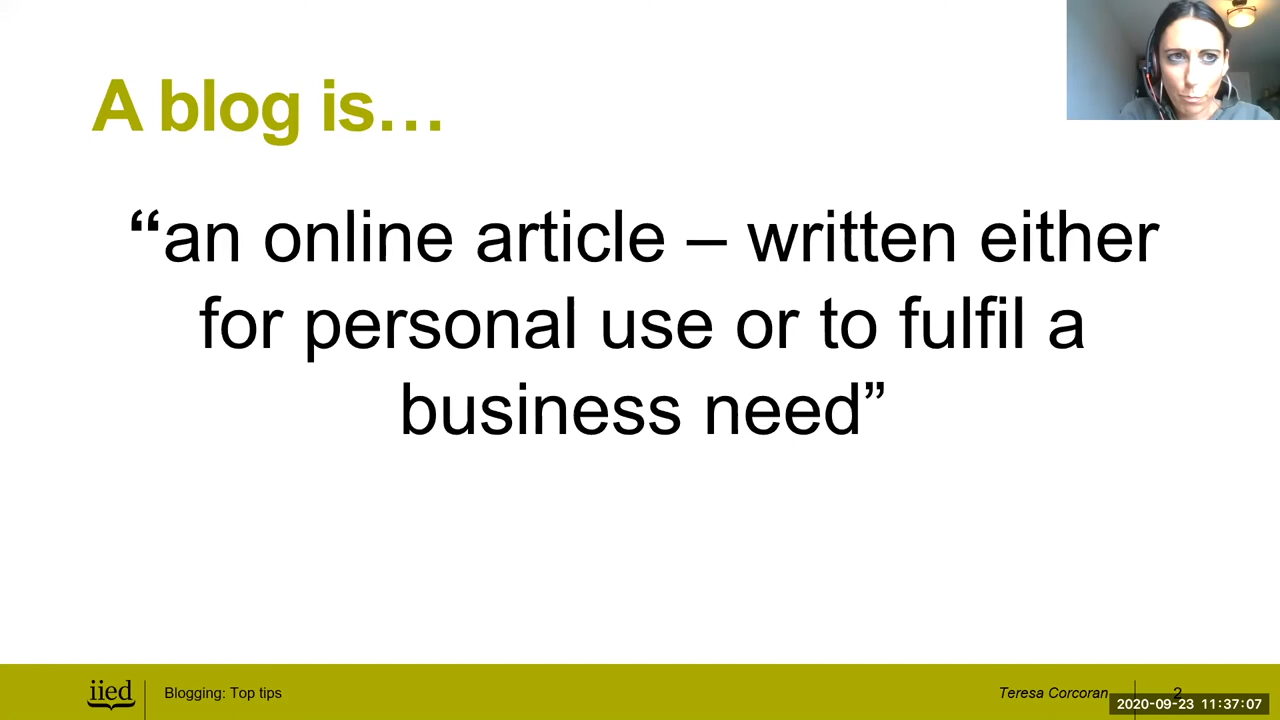 A blog is…
“an online article – written either
for personal use or to fulfil a
business need”
iied
Blogging: Top tips
Teresa Corcoran
2
2020-09-23 11:37:07